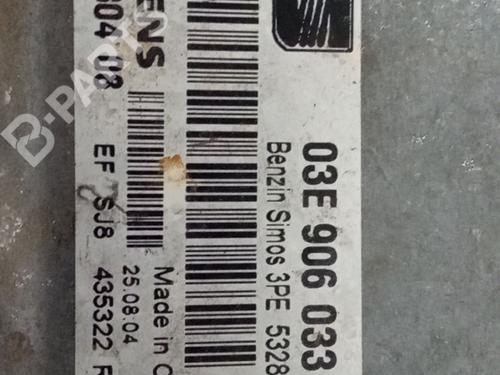 03E 906 033
Benzin Simos 3PE 5328
ENS
Made in
25.08.04
04 08 EF SJ8 435322
B-PARTS